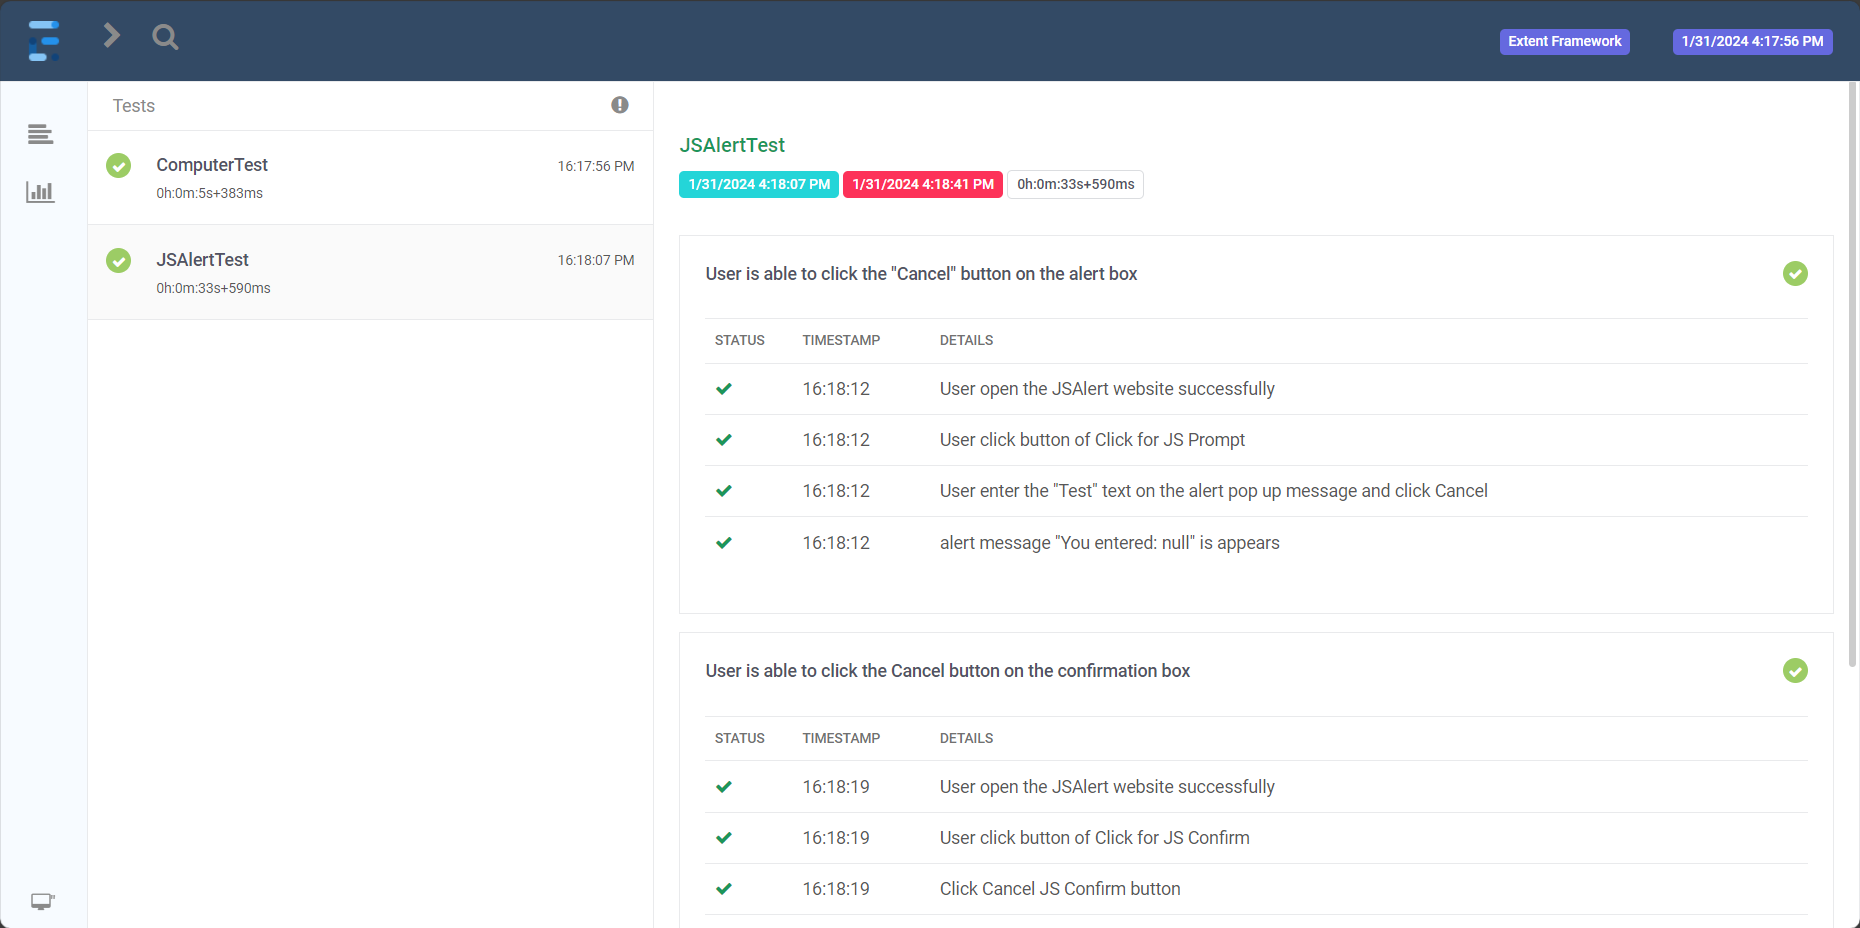 Extent Framework 1/31/2024 4:17:56 PM
Tests
ComputerTest 16:17:56 PM
0h:0m:5s+383ms
JSAlertTest 16:18:07 PM
0h:0m:33s+590ms
JSAlertTest
1/31/2024 4:18:07 PM 1/31/2024 4:18:41 PM 0h:0m:33s+590ms
User is able to click the "Cancel" button on the alert box
STATUS TIMESTAMP DETAILS
16:18:12 User open the JSAlert website successfully
16:18:12 User click button of Click for JS Prompt
16:18:12 User enter the "Test" text on the alert pop up message and click Cancel
16:18:12 alert message "You entered: null" is appears
User is able to click the Cancel button on the confirmation box
STATUS TIMESTAMP DETAILS
16:18:19 User open the JSAlert website successfully
16:18:19 User click button of Click for JS Confirm
16:18:19 Click Cancel JS Confirm button